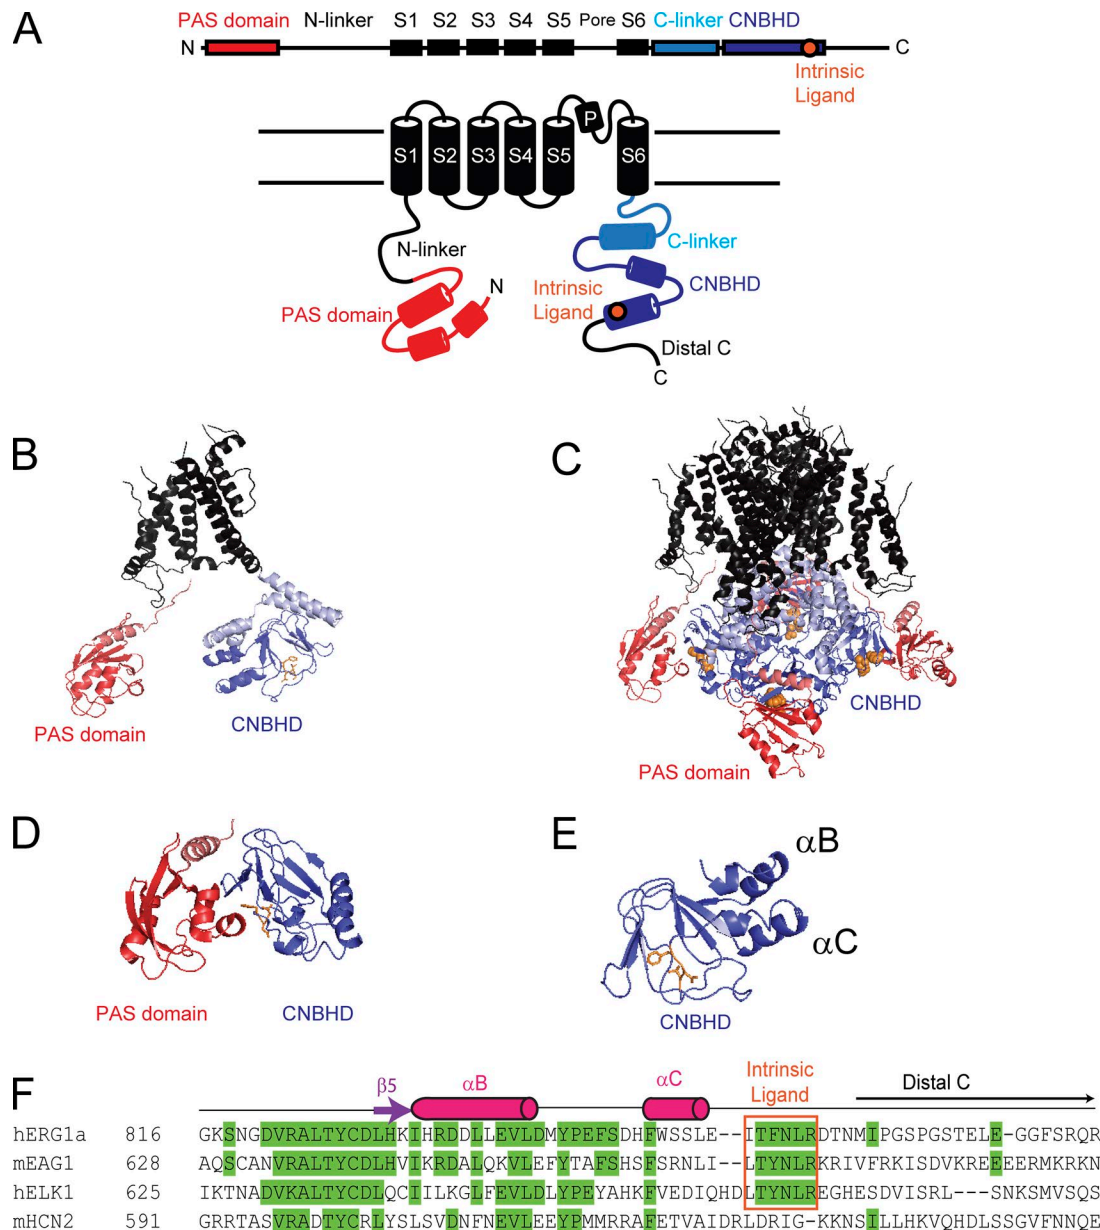 A
PAS domain N-linker S1 S2 S3 S4 S5 Pore S6 C-linker CNBHD
N C
Intrinsic
Ligand
P
S1 S2 S3 S4 S5 S6
N-linker
C-linker
N
CNBHD
Intrinsic
Ligand
PAS domain
Distal C
C
B
C
PAS domain
CNBHD
CNBHD
PAS domain
D
E
αB
αC
PAS domain
CNBHD
CNBHD
F
β5 αB αC Intrinsic
Ligand
Distal C
hERG1a 816 GKSNGDVRALTYCDLHKIHRDDLLEVLDMYPEFSDHFWSSLE--ITFNLRDTNMIPGSPGSTELE-GGFSRQR
mEAG1 628 AQSCANVRALTYCDLHVIKRDALQKVLEFYTAFSHSFSRNLI--LTYNLRKRIVFRKISDVKREEEERMKRKN
hELK1 625 IKTNADVKALTYCDLQCIILKGLFEVLDLYPEYAHKFVEDIQHDLTYNLREGHESDVISRL---SNKSMVSQS
mHCN2 591 GRRTASVRADTYCRLYSLSVDNFNEVLEEYPMMRRAFETVAIDRLDRIG-KKNSILLHKVQHDLSSGVFNNQE